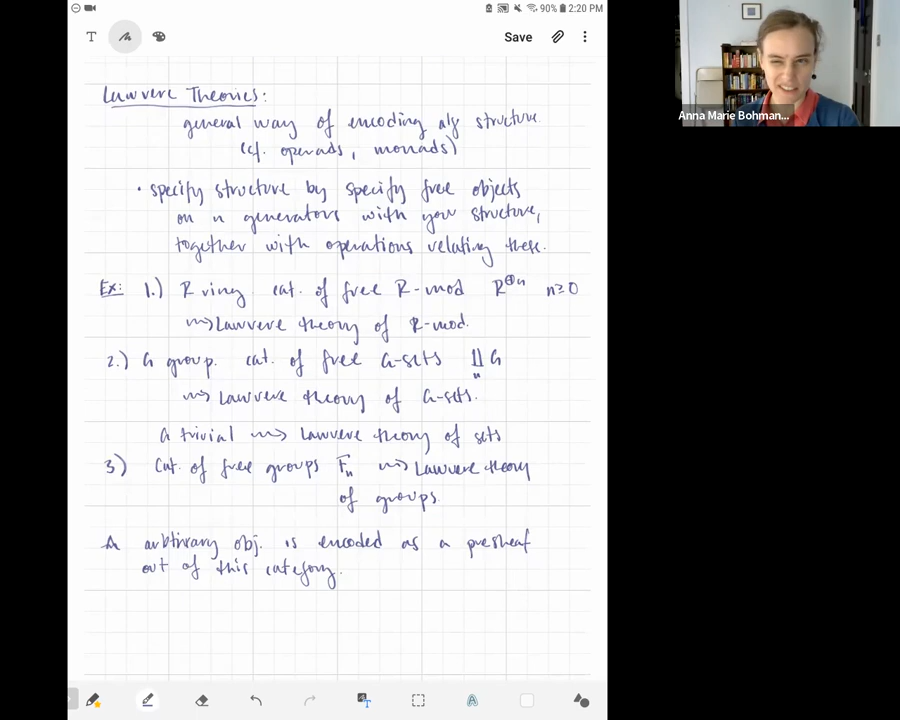 90% 2:20 PM
T Save
Anna Marie Bohman...
Lawvere Theories:
general way of encoding alg structure.
(cf. operads, monads)
• specify structure by specify free objects
on n generators with your structure,
together with operations relating these.
Ex: 1.) R ring. cat. of free R-mod R^⊕n n≥0
⇝ Lawvere theory of R-mod.
2.) G group. cat. of free G-sets ∐_n G
⇝ Lawvere theory of G-sets.
G trivial ⇝ Lawvere theory of sets
3) Cat. of free groups F_n ⇝ Lawvere theory
of groups.
A arbitrary obj. is encoded as a presheaf
out of this category.